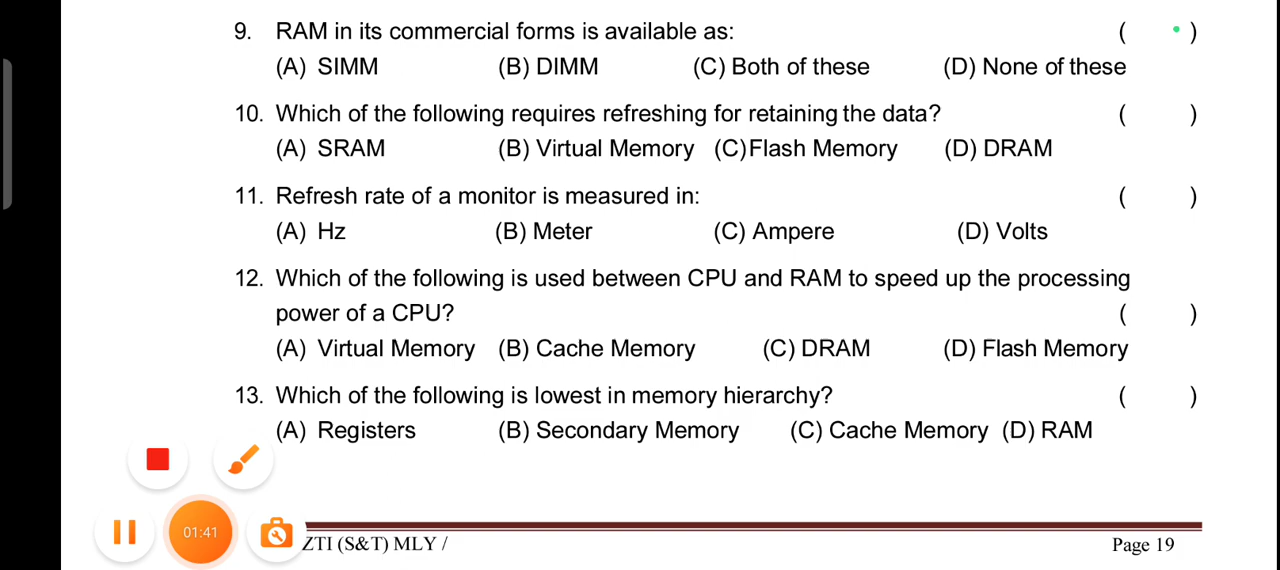 9. RAM in its commercial forms is available as: ( )
(A) SIMM (B) DIMM (C) Both of these (D) None of these
10. Which of the following requires refreshing for retaining the data? ( )
(A) SRAM (B) Virtual Memory (C)Flash Memory (D) DRAM
11. Refresh rate of a monitor is measured in: ( )
(A) Hz (B) Meter (C) Ampere (D) Volts
12. Which of the following is used between CPU and RAM to speed up the processing
power of a CPU? ( )
(A) Virtual Memory (B) Cache Memory (C) DRAM (D) Flash Memory
13. Which of the following is lowest in memory hierarchy? ( )
(A) Registers (B) Secondary Memory (C) Cache Memory (D) RAM
01:41
ZTI (S&T) MLY / Page 19